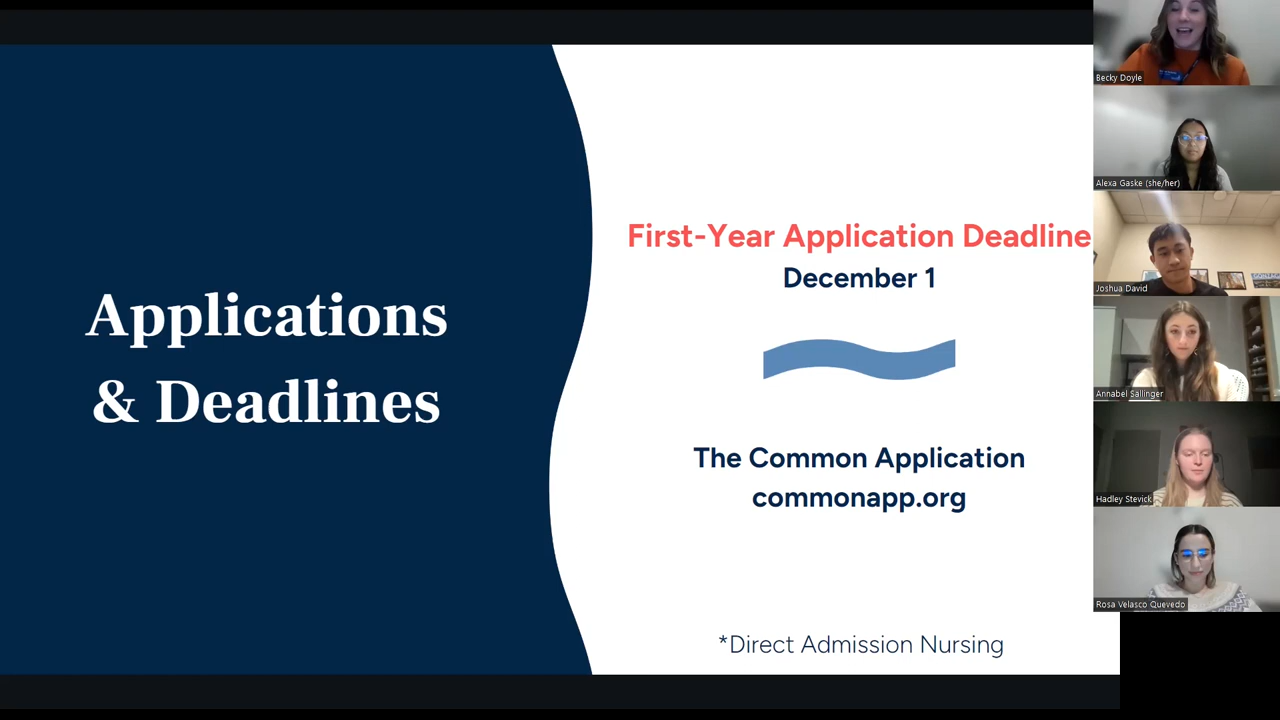 Applications
& Deadlines
First-Year Application Deadline
December 1
The Common Application
commonapp.org
*Direct Admission Nursing
Becky Doyle
Alexa Gaske (she/her)
Joshua David
Annabel Sallinger
Hadley Stevick
Rosa Velasco Quevedo